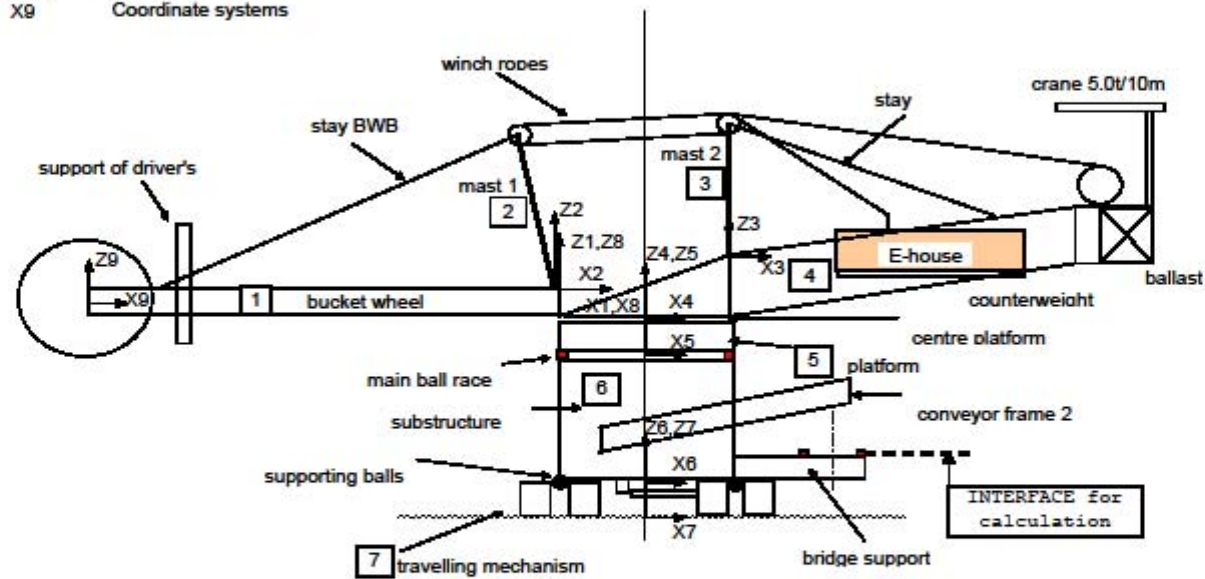 X9 Coordinate systems
winch ropes
crane 5.0t/10m
stay
stay BWB
mast 2
support of driver's
mast 1
3
2
Z2
Z3
Z1,Z8
Z4,Z5
E-house
Z9
X2
X3
4
X9
1
bucket wheel
X1,X8
X4
ballast
counterweight
centre platform
X5
5
main ball race
6
platform
substructure
conveyor frame 2
Z6,Z7
supporting balls
X6
INTERFACE for
calculation
X7
bridge support
7
travelling mechanism